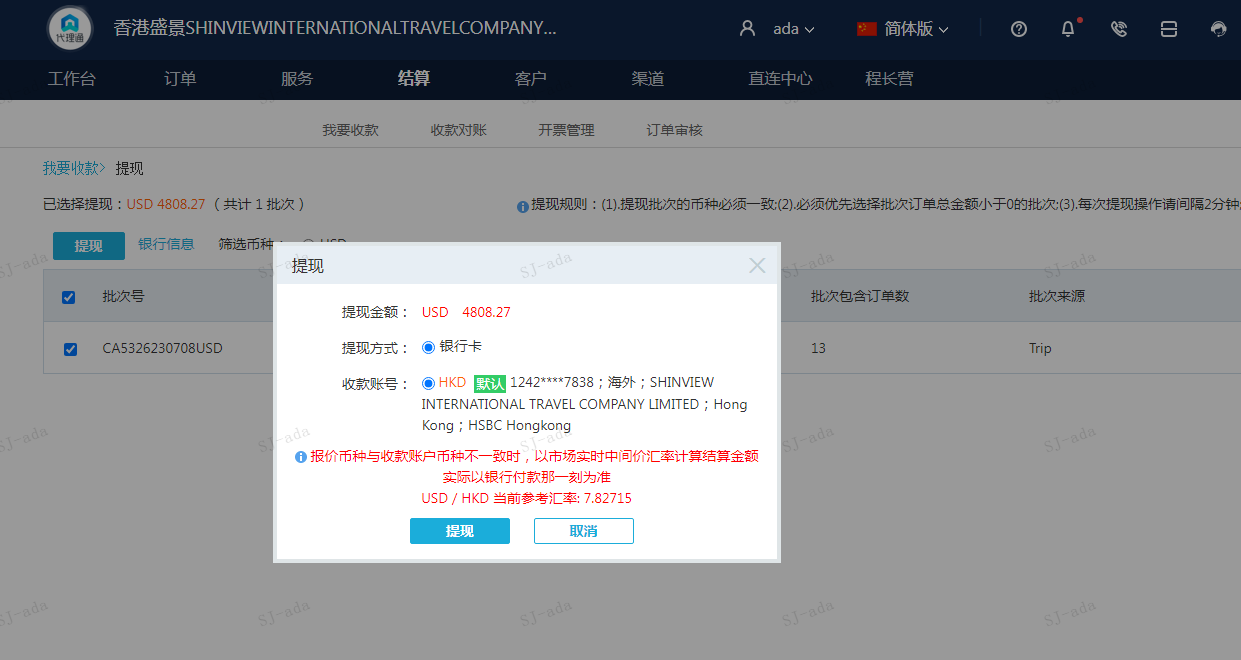 代理通
香港盛景SHINVIEWINTERNATIONALTRAVELCOMPANY...
ada
简体版
工作台 订单 服务 结算 客户 渠道 直连中心 程长营
我要收款 收款对账 开票管理 订单审核
我要收款> 提现
已选择提现：USD 4808.27 （ 共计 1 批次 ）
提现规则：(1).提现批次的币种必须一致;(2).必须优先选择批次订单总金额小于0的批次;(3).每次提现操作请间隔2分钟
提现 银行信息 筛选币种： USD
批次号 批次包含订单数 批次来源
CA5326230708USD 13 Trip
提现
提现金额： USD 4808.27
提现方式： 银行卡
收款账号： HKD 默认 1242****7838；海外；SHINVIEW
INTERNATIONAL TRAVEL COMPANY LIMITED；Hong
Kong；HSBC Hongkong
报价币种与收款账户币种不一致时，以市场实时中间价汇率计算结算金额
实际以银行付款那一刻为准
USD / HKD 当前参考汇率: 7.82715
提现 取消
SJ-ada